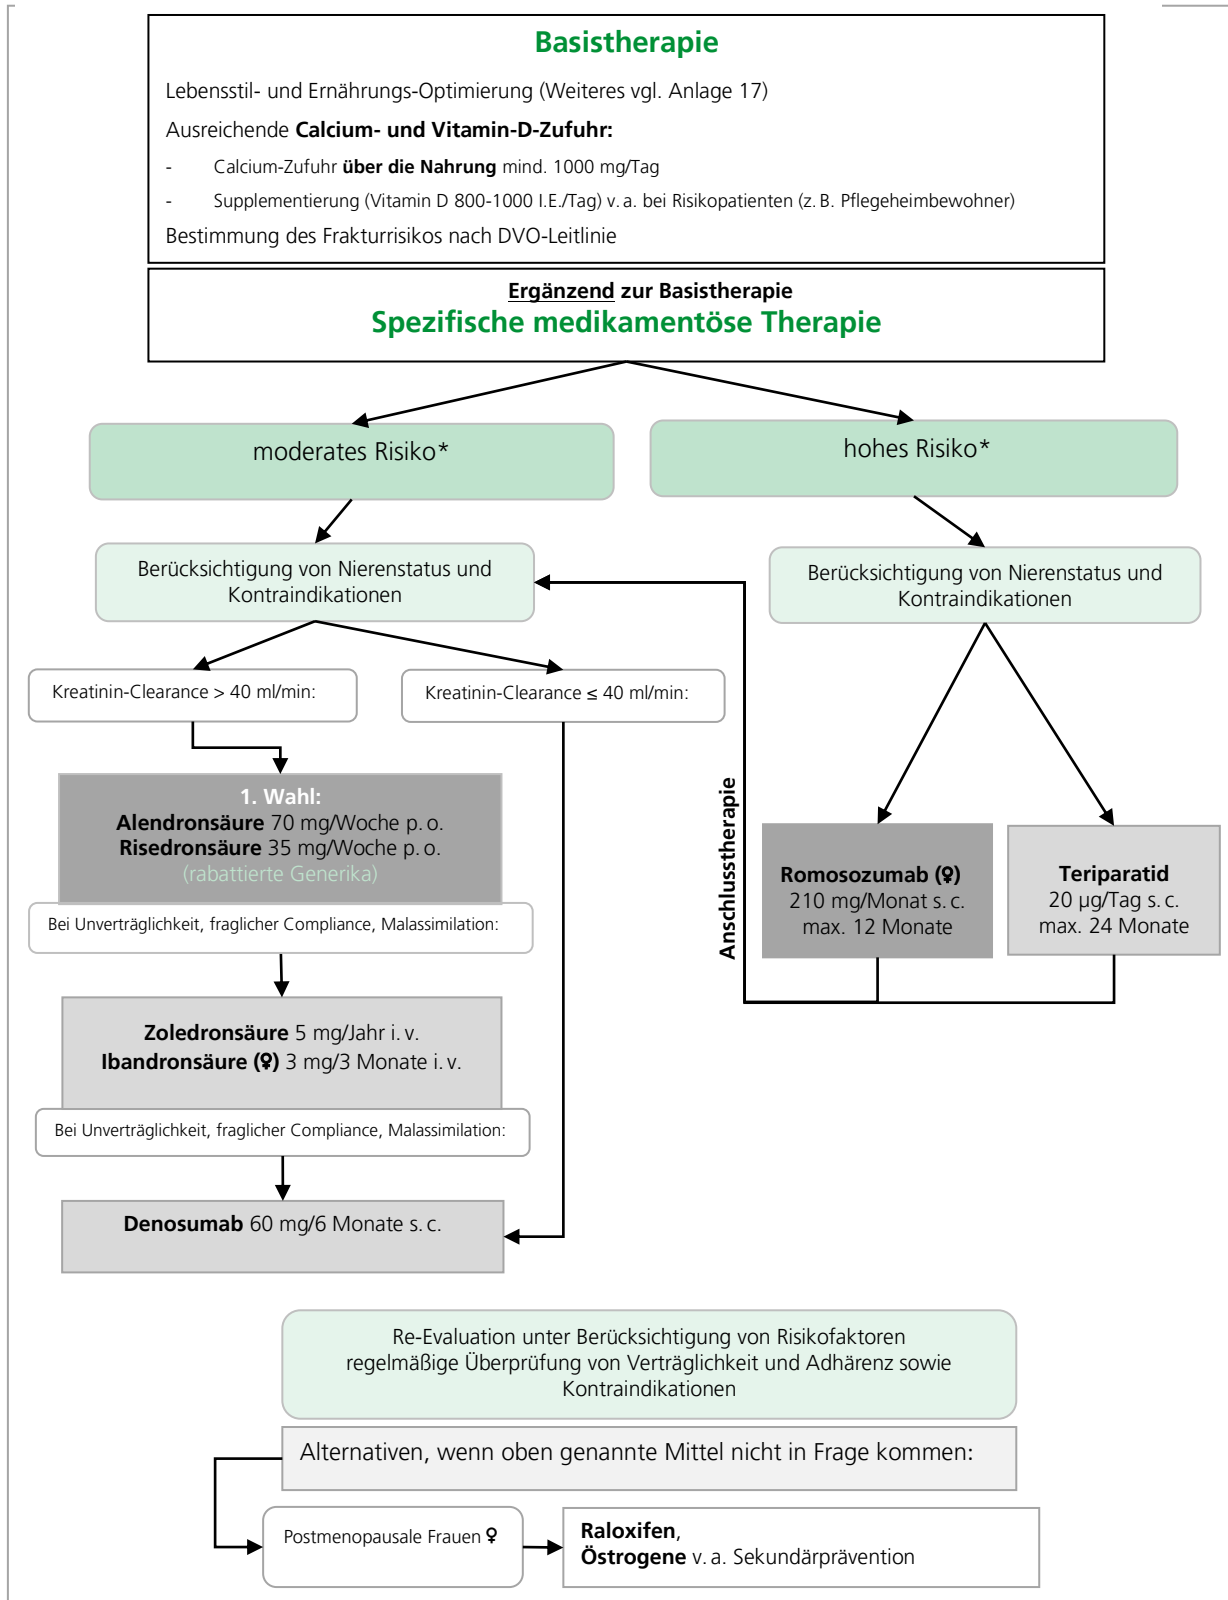 Basistherapie
Lebensstil- und Ernährungs-Optimierung (Weiteres vgl. Anlage 17)
Ausreichende Calcium- und Vitamin-D-Zufuhr:
- Calcium-Zufuhr über die Nahrung mind. 1000 mg/Tag
- Supplementierung (Vitamin D 800-1000 I.E./Tag) v. a. bei Risikopatienten (z. B. Pflegeheimbewohner)
Bestimmung des Frakturrisikos nach DVO-Leitlinie
Ergänzend zur Basistherapie
Spezifische medikamentöse Therapie
moderates Risiko*
hohes Risiko*
Berücksichtigung von Nierenstatus und
Kontraindikationen
Berücksichtigung von Nierenstatus und
Kontraindikationen
Kreatinin-Clearance > 40 ml/min:
Kreatinin-Clearance ≤ 40 ml/min:
1. Wahl:
Alendronsäure 70 mg/Woche p. o.
Risedronsäure 35 mg/Woche p. o.
(rabattierte Generika)
Bei Unverträglichkeit, fraglicher Compliance, Malassimilation:
Anschlusstherapie
Romosozumab (♀)
210 mg/Monat s. c.
max. 12 Monate
Teriparatid
20 µg/Tag s. c.
max. 24 Monate
Zoledronsäure 5 mg/Jahr i. v.
Ibandronsäure (♀) 3 mg/3 Monate i. v.
Bei Unverträglichkeit, fraglicher Compliance, Malassimilation:
Denosumab 60 mg/6 Monate s. c.
Re-Evaluation unter Berücksichtigung von Risikofaktoren
regelmäßige Überprüfung von Verträglichkeit und Adhärenz sowie
Kontraindikationen
Alternativen, wenn oben genannte Mittel nicht in Frage kommen:
Postmenopausale Frauen ♀
Raloxifen,
Östrogene v. a. Sekundärprävention